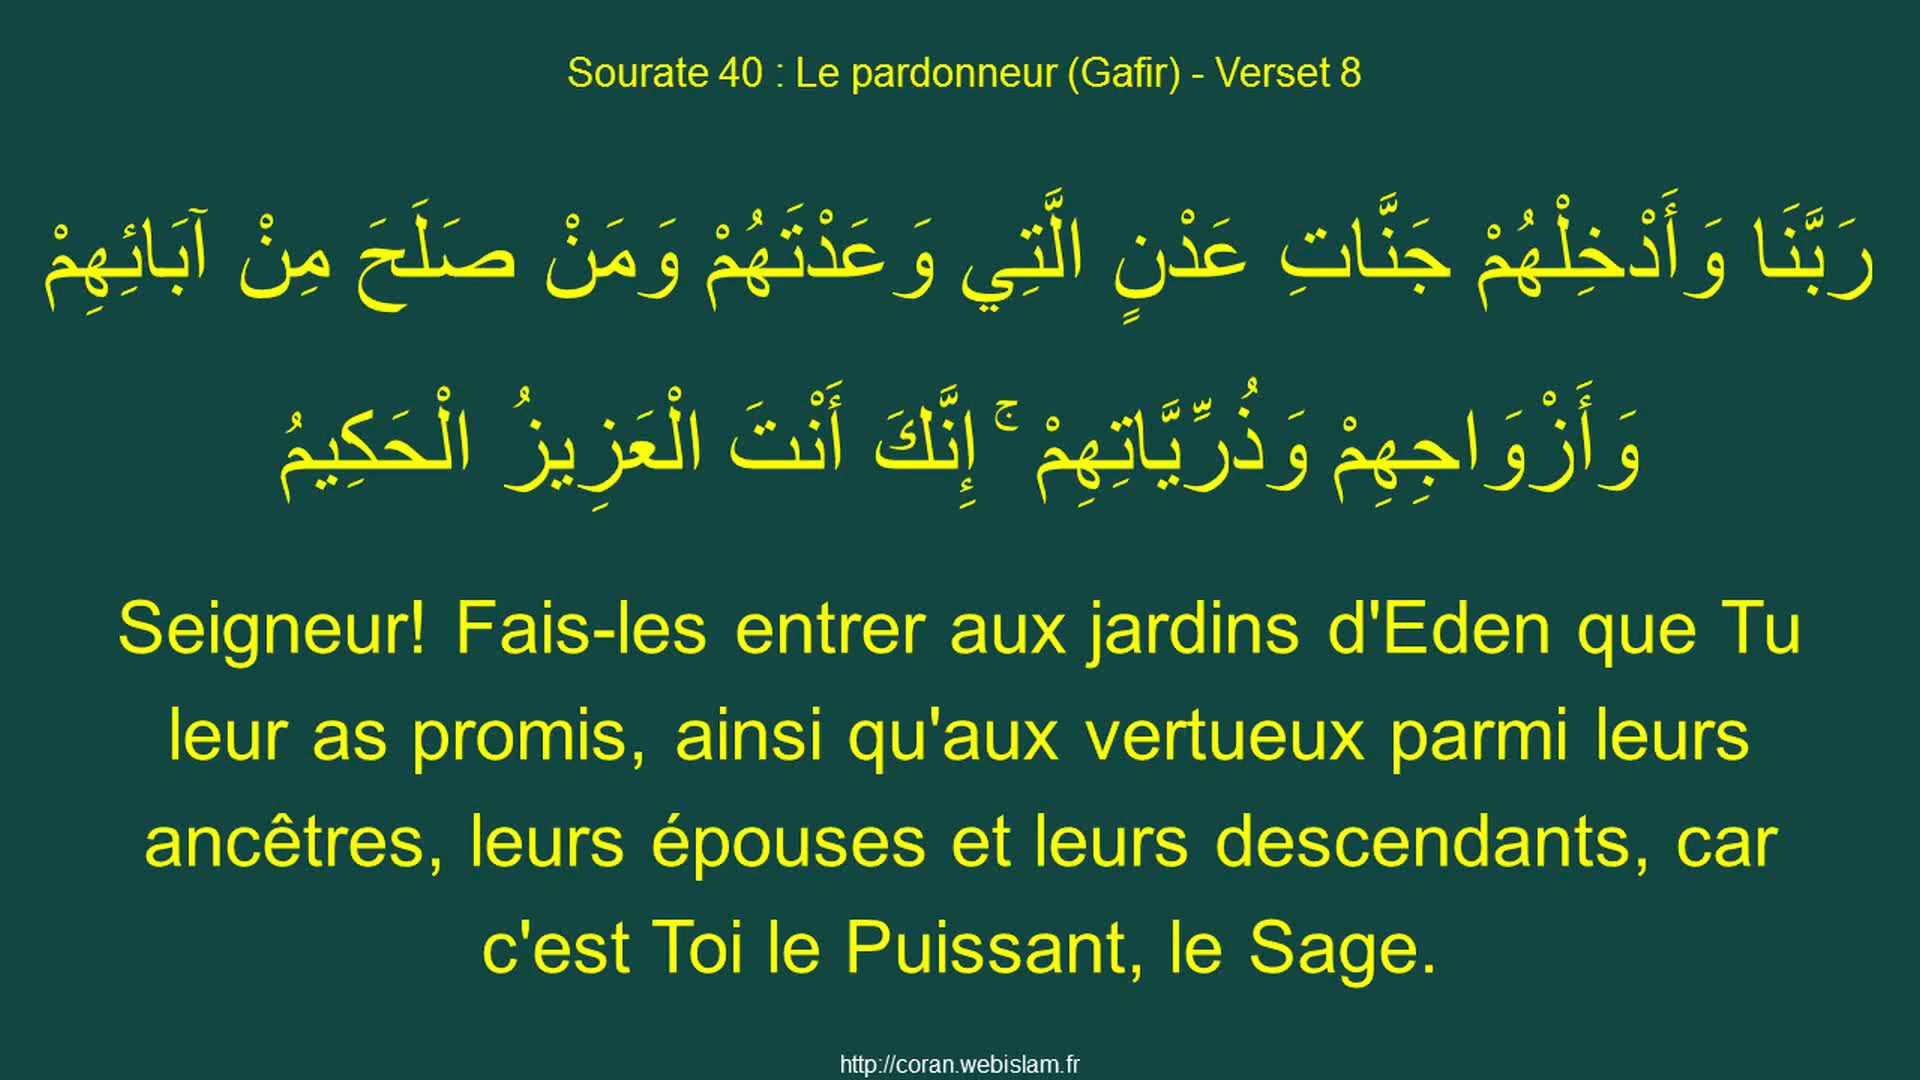 Sourate 40 : Le pardonneur (Gafir) - Verset 8
رَبَّنَا وَأَدْخِلْهُمْ جَنَّاتِ عَدْنٍ الَّتِي وَعَدْتَهُمْ وَمَنْ صَلَحَ مِنْ آبَائِهِمْ
وَأَزْوَاجِهِمْ وَذُرِّيَّاتِهِمْ ۚ إِنَّكَ أَنْتَ الْعَزِيزُ الْحَكِيمُ
Seigneur! Fais-les entrer aux jardins d'Eden que Tu
leur as promis, ainsi qu'aux vertueux parmi leurs
ancêtres, leurs épouses et leurs descendants, car
c'est Toi le Puissant, le Sage.
http://coran.webislam.fr